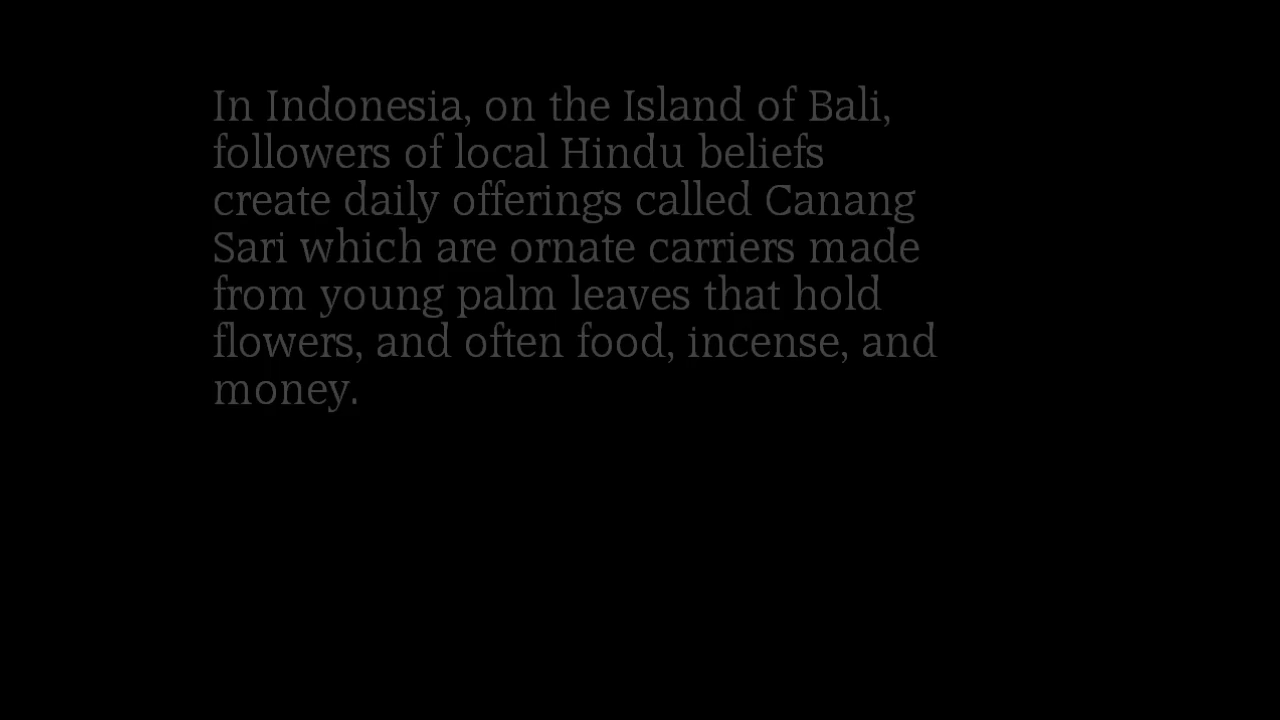 In Indonesia, on the Island of Bali,
followers of local Hindu beliefs
create daily offerings called Canang
Sari which are ornate carriers made
from young palm leaves that hold
flowers, and often food, incense, and
money.